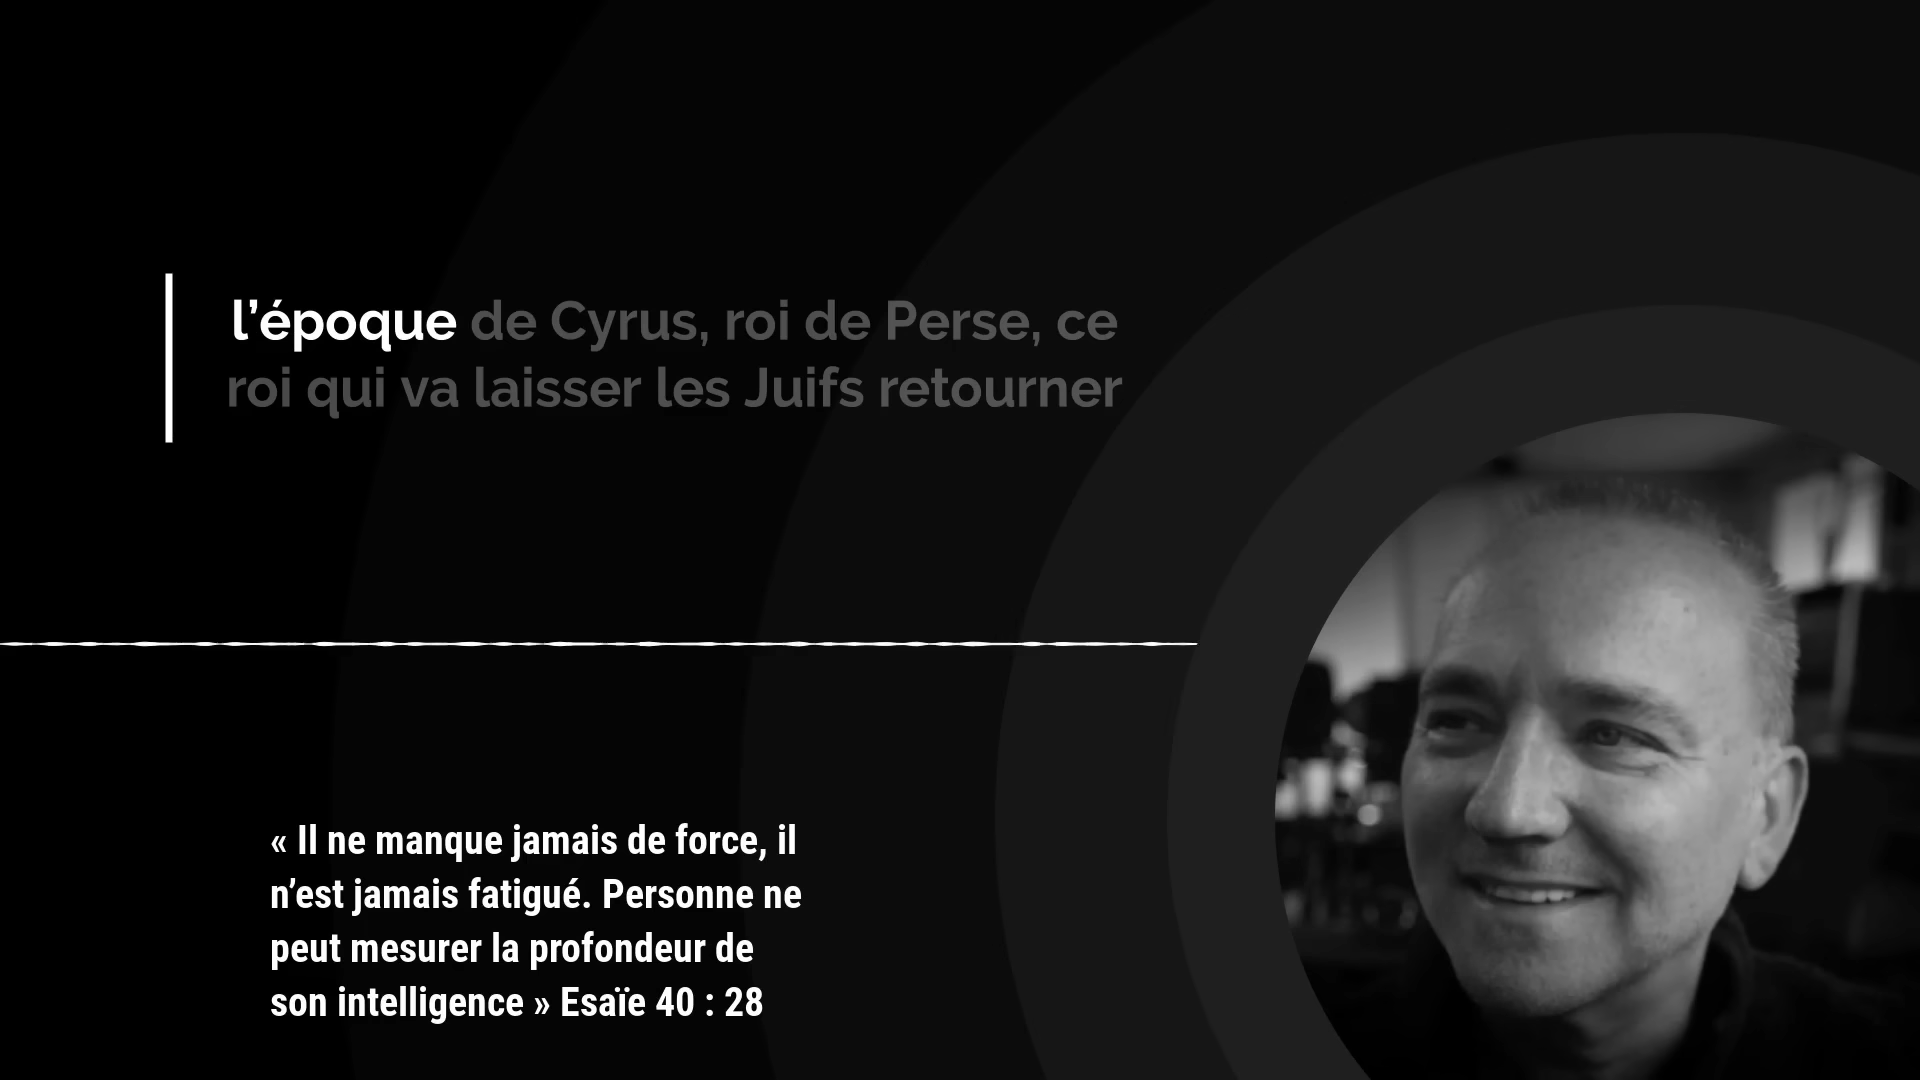 l’époque de Cyrus, roi de Perse, ce
roi qui va laisser les Juifs retourner
« Il ne manque jamais de force, il
n’est jamais fatigué. Personne ne
peut mesurer la profondeur de
son intelligence » Esaïe 40 : 28